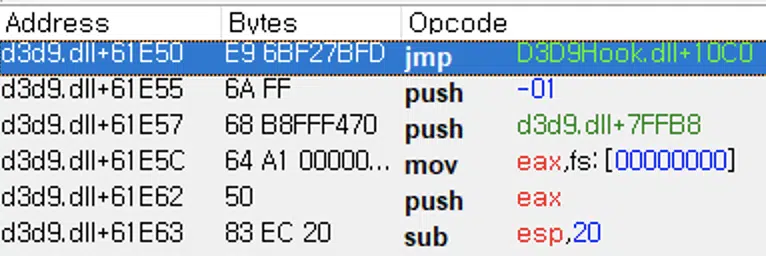 Address Bytes Opcode
d3d9.dll+61E50 E9 6BF27BFD jmp D3D9Hook.dll+10C0
d3d9.dll+61E55 6A FF push -01
d3d9.dll+61E57 68 B8FFF470 push d3d9.dll+7FFB8
d3d9.dll+61E5C 64 A1 00000... mov eax,fs:[00000000]
d3d9.dll+61E62 50 push eax
d3d9.dll+61E63 83 EC 20 sub esp,20